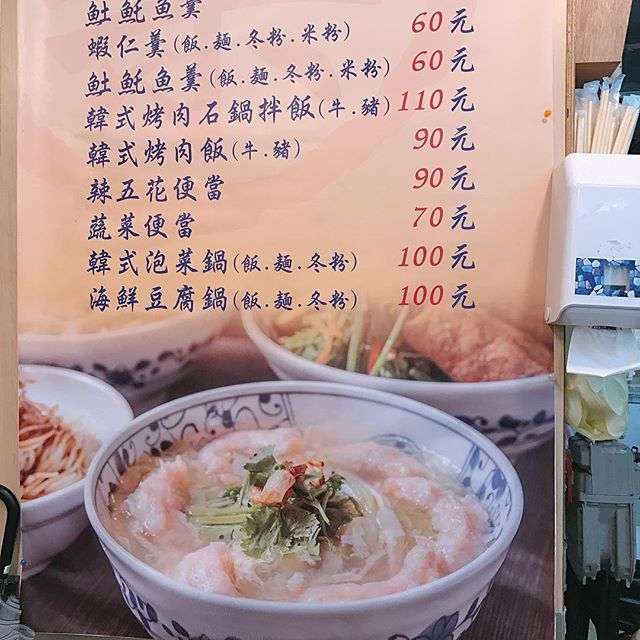 𩵚魠魚羹
蝦仁羹(飯.麵.冬粉.米粉) 60元
土魠魚羹(飯.麵.冬粉.米粉) 60元
韓式烤肉石鍋拌飯(牛.豬) 110元
韓式烤肉飯(牛.豬) 90元
辣五花便當 90元
蔬菜便當 70元
韓式泡菜鍋(飯.麵.冬粉) 100元
海鮮豆腐鍋(飯.麵.冬粉) 100元